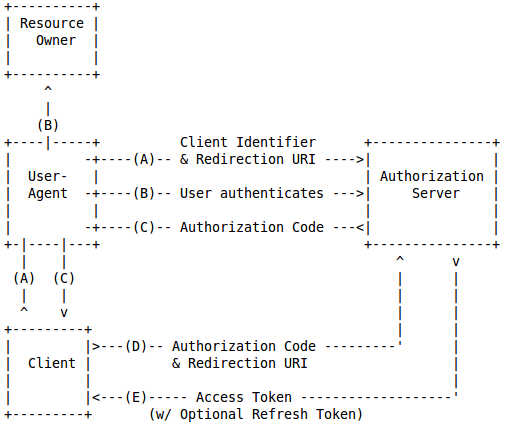 Resource
Owner
(B)
Client Identifier
(A) & Redirection URI
User-
Agent
Authorization
Server
(B) User authenticates
(C) Authorization Code
(A) (C)
Client
(D) Authorization Code
& Redirection URI
(E) Access Token
(w/ Optional Refresh Token)